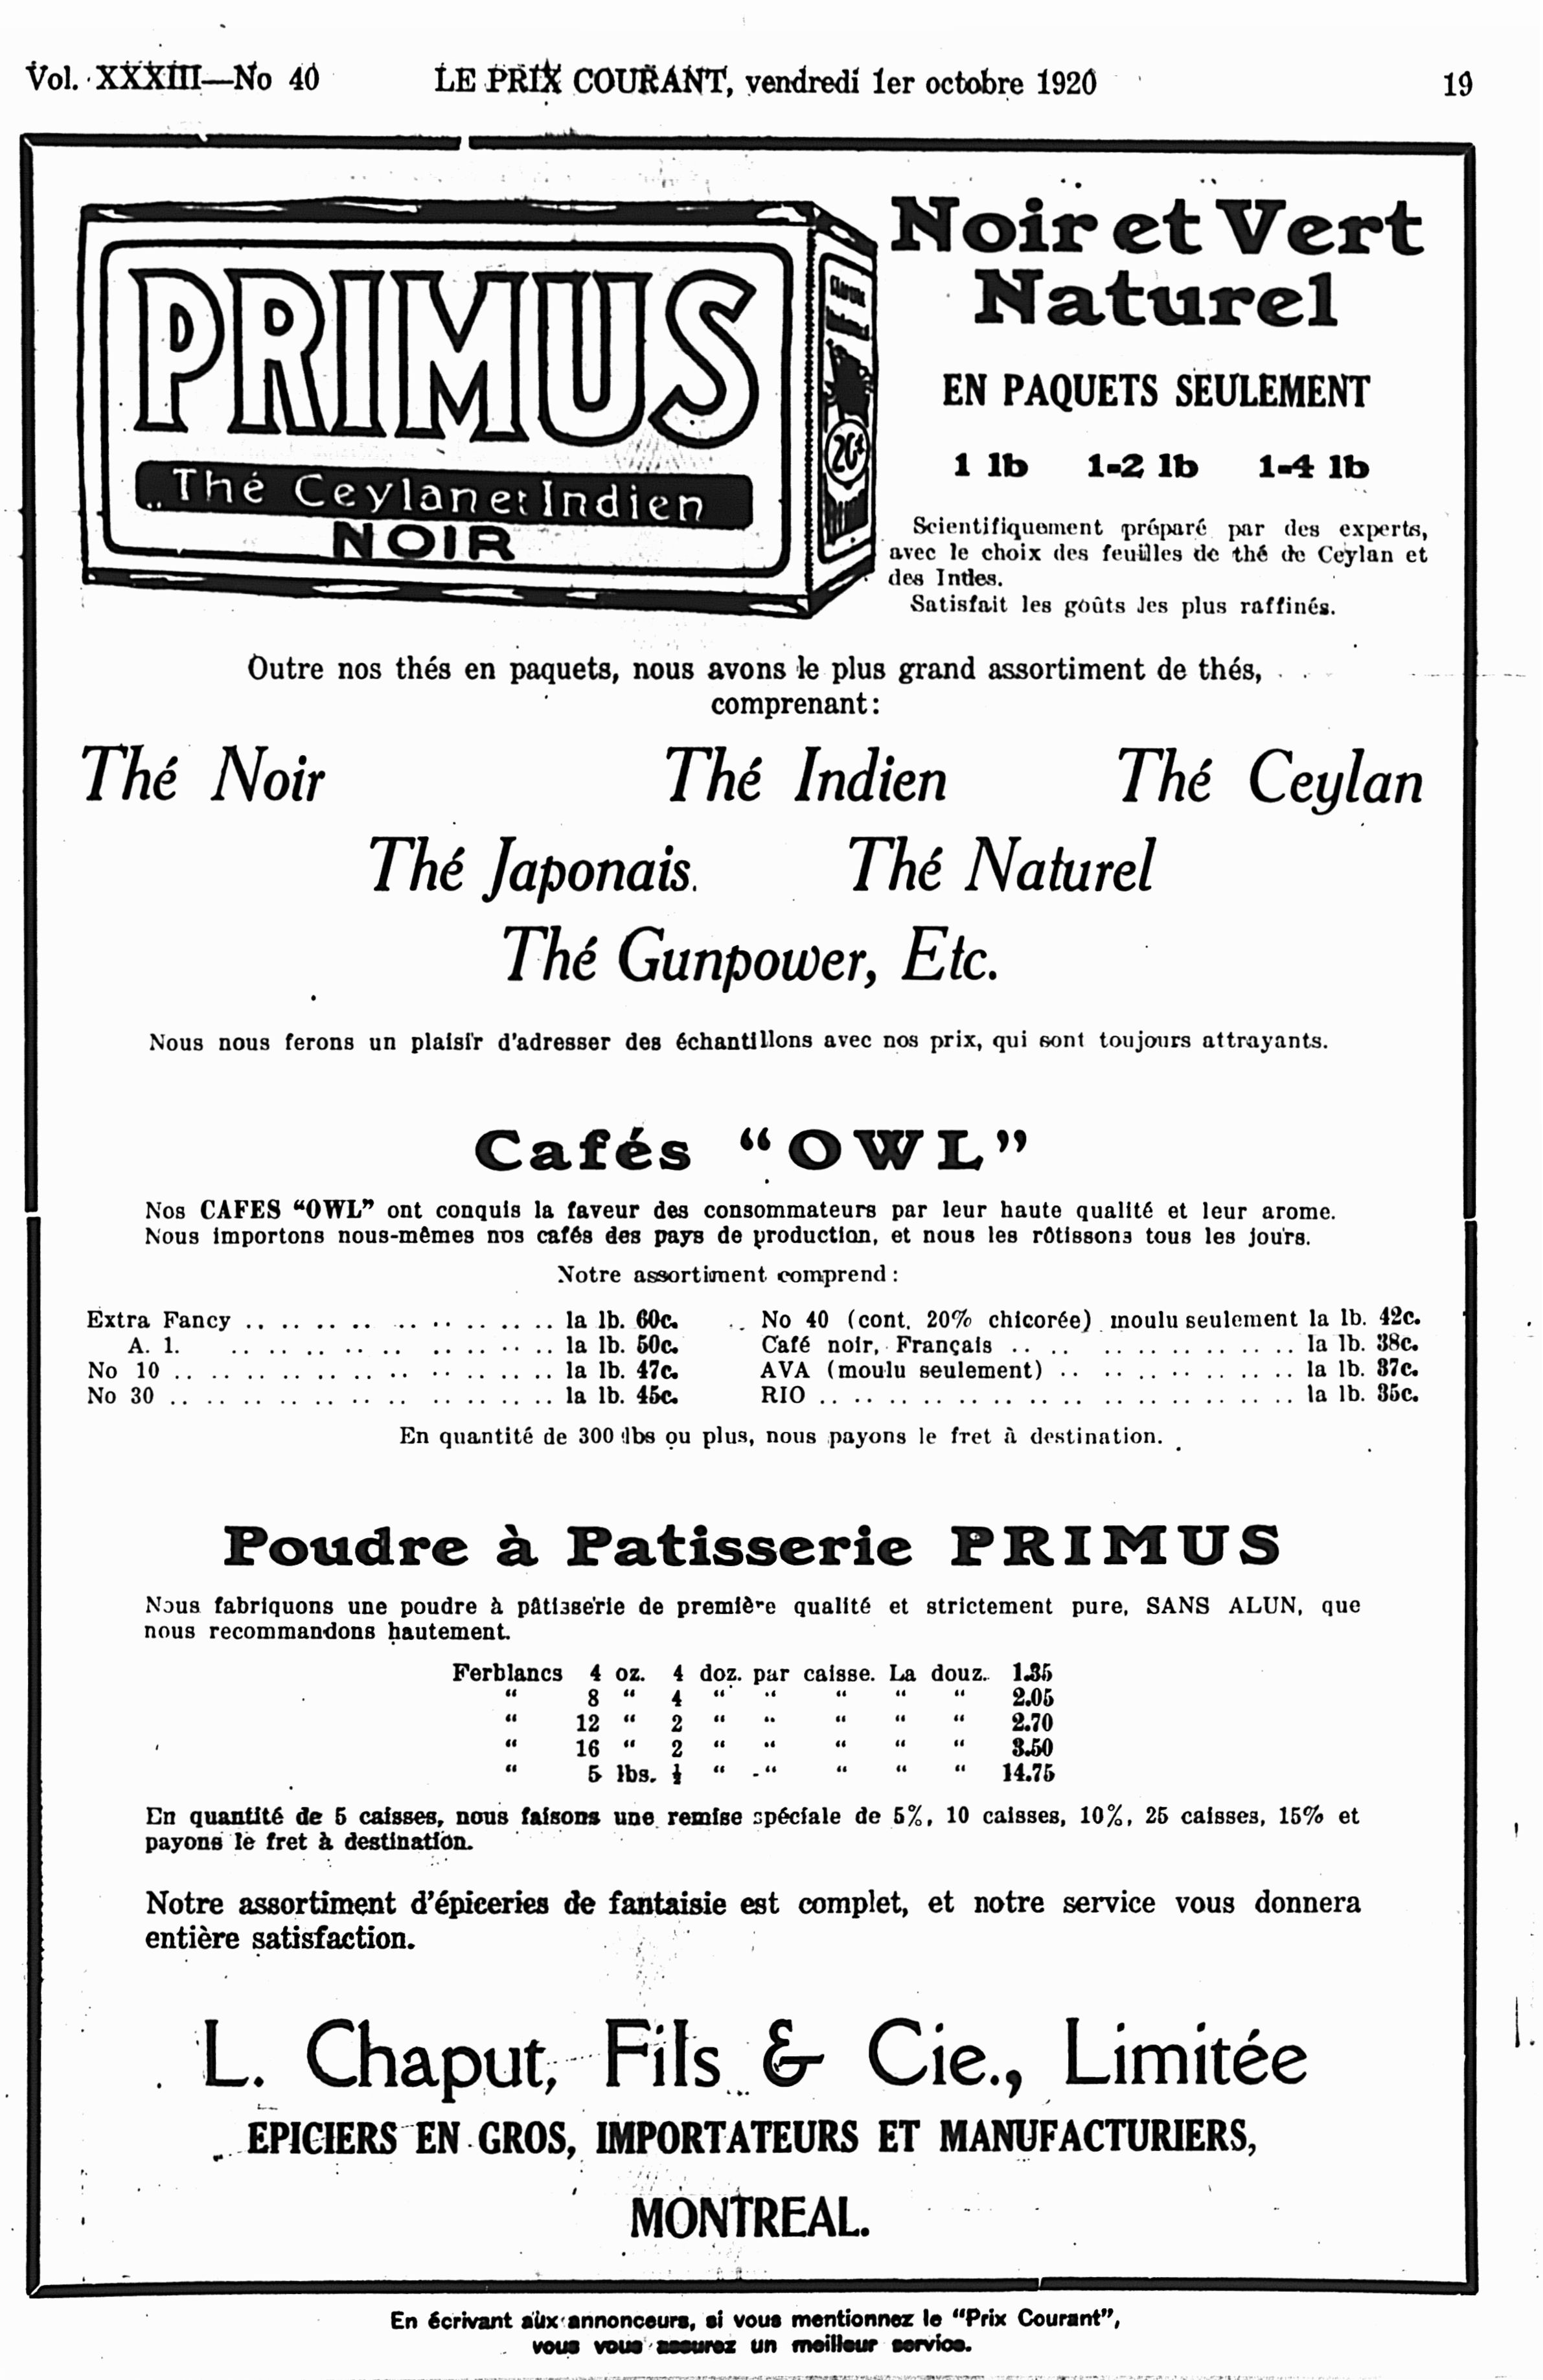 Vol. XXXIII—No 40 LE PRIX COURANT, vendredi 1er octobre 1920 19
PRIMUS
Thé Ceylan et Indien
NOIR
20¢
Noir et Vert
Naturel
EN PAQUETS SEULEMENT
1 lb 1-2 lb 1-4 lb
Scientifiquement préparé par des experts,
avec le choix des feuilles de thé de Ceylan et
des Indes.
Satisfait les goûts les plus raffinés.
Outre nos thés en paquets, nous avons le plus grand assortiment de thés,
comprenant:
Thé Noir Thé Indien Thé Ceylan
Thé Japonais. Thé Naturel
Thé Gunpower, Etc.
Nous nous ferons un plaisir d'adresser des échantillons avec nos prix, qui sont toujours attrayants.
Cafés "OWL"
Nos CAFES "OWL" ont conquis la faveur des consommateurs par leur haute qualité et leur arome.
Nous importons nous-mêmes nos cafés des pays de production, et nous les rôtissons tous les jours.
Notre assortiment comprend:
Extra Fancy .. .. .. .. .. .. .. .. .. la lb. 60c. No 40 (cont. 20% chicorée) moulu seulement la lb. 42c.
A. 1. .. .. .. .. .. .. .. .. .. la lb. 50c. Café noir, Français .. .. .. .. .. .. .. .. la lb. 38c.
No 10 .. .. .. .. .. .. .. .. .. .. .. la lb. 47c. AVA (moulu seulement) .. .. .. .. .. .. .. la lb. 37c.
No 30 .. .. .. .. .. .. .. .. .. .. .. la lb. 45c. RIO .. .. .. .. .. .. .. .. .. .. .. .. .. .. la lb. 35c.
En quantité de 300 lbs ou plus, nous payons le fret à destination.
Poudre à Patisserie PRIMUS
Nous fabriquons une poudre à pâtisserie de première qualité et strictement pure, SANS ALUN, que
nous recommandons hautement.
Ferblancs 4 oz. 4 doz. par caisse. La douz. 1.35
" 8 " 4 " " " " " 2.05
" 12 " 2 " " " " " 2.70
" 16 " 2 " " " " " 3.50
" 5 lbs. ½ " " " " " 14.75
En quantité de 5 caisses, nous faisons une remise spéciale de 5%, 10 caisses, 10%, 25 caisses, 15% et
payons le fret à destination.
Notre assortiment d'épiceries de fantaisie est complet, et notre service vous donnera
entière satisfaction.
L. Chaput, Fils & Cie., Limitée
EPICIERS EN GROS, IMPORTATEURS ET MANUFACTURIERS,
MONTREAL.
En écrivant aux annonceurs, si vous mentionnez le "Prix Courant",
vous vous assurez un meilleur service.